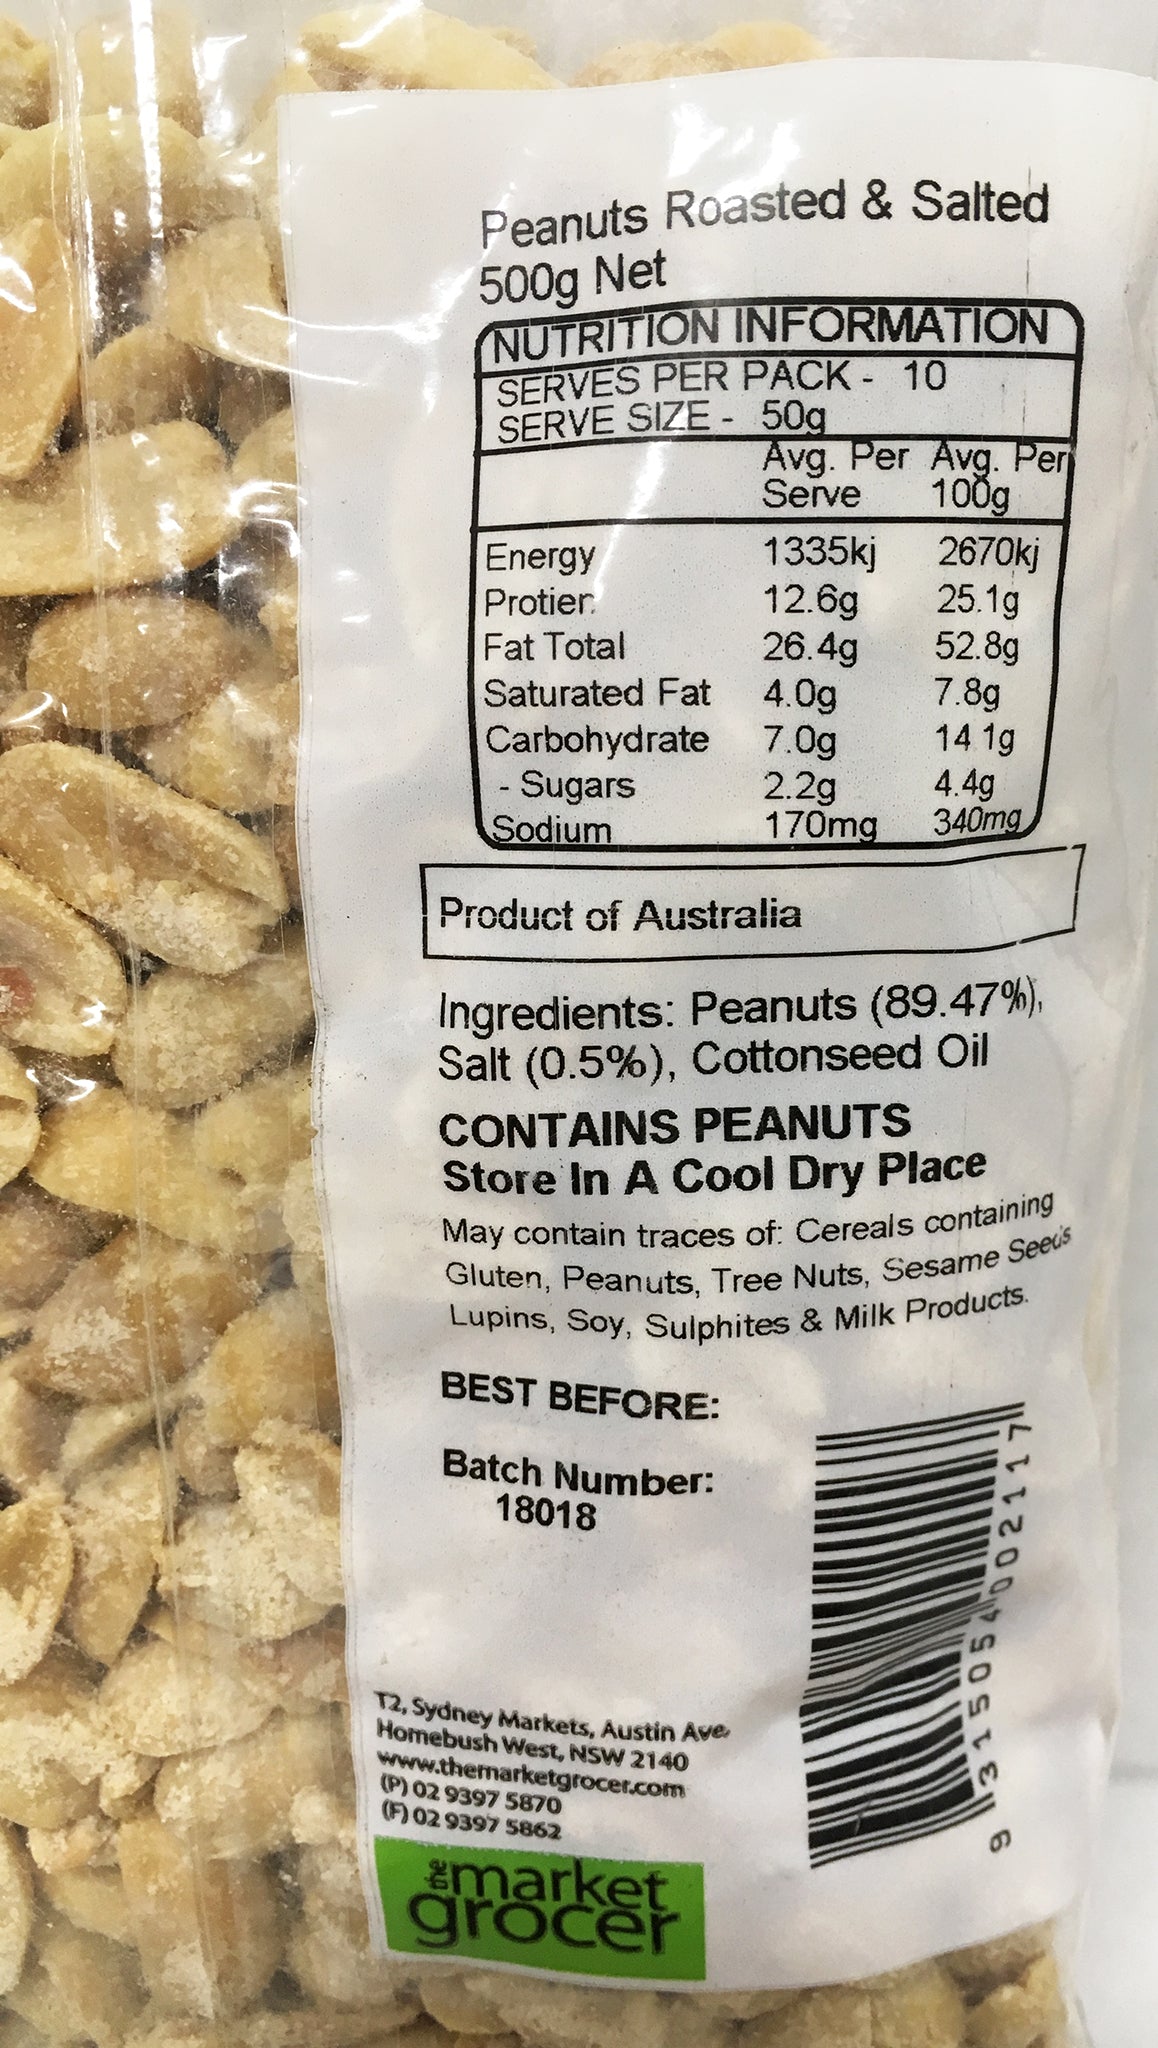 Peanuts Roasted & Salted
500g Net
NUTRITION INFORMATION
SERVES PER PACK - 10
SERVE SIZE - 50g
Avg. Per Avg. Per
Serve 100g
Energy 1335kj 2670kj
Protien 12.6g 25.1g
Fat Total 26.4g 52.8g
Saturated Fat 4.0g 7.8g
Carbohydrate 7.0g 14.1g
- Sugars 2.2g 4.4g
Sodium 170mg 340mg
Product of Australia
Ingredients: Peanuts (89.47%),
Salt (0.5%), Cottonseed Oil
CONTAINS PEANUTS
Store In A Cool Dry Place
May contain traces of: Cereals containing
Gluten, Peanuts, Tree Nuts, Sesame Seeds
Lupins, Soy, Sulphites & Milk Products.
BEST BEFORE:
Batch Number:
18018
9 315054 002117
T2, Sydney Markets, Austin Ave
Homebush West, NSW 2140
www.themarketgrocer.com
(P) 02 9397 5870
(F) 02 9397 5862
the market
grocer